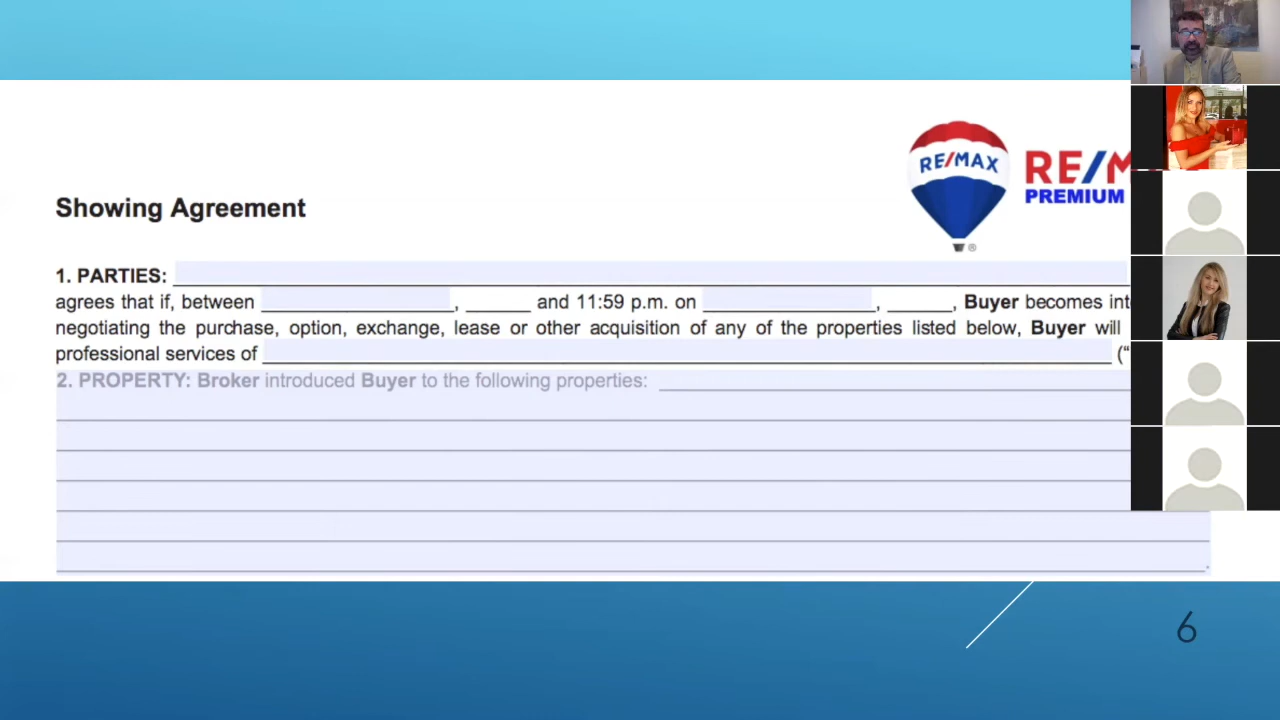 RE/MAX
RE/M
PREMIUM
Showing Agreement
1. PARTIES:
agrees that if, between , and 11:59 p.m. on , , Buyer becomes int
negotiating the purchase, option, exchange, lease or other acquisition of any of the properties listed below, Buyer will
professional services of ("
2. PROPERTY: Broker introduced Buyer to the following properties:
.
6